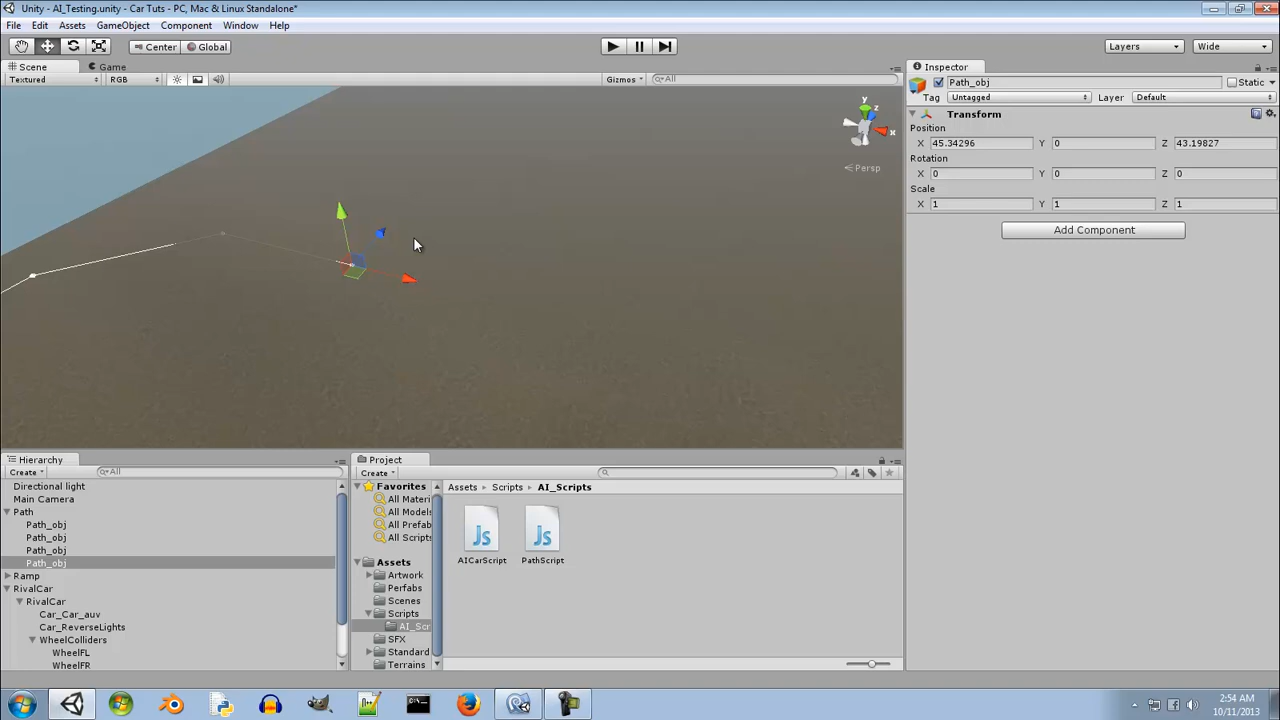 Unity - AI_Testing.unity - Car Tuts - PC, Mac & Linux Standalone*
File Edit Assets GameObject Component Window Help
Center Global Layers Wide
Scene Game
Textured RGB Gizmos All
y z x
Persp
Inspector
Path_obj Static
Tag Untagged Layer Default
Transform
Position
X 45.34296 Y 0 Z 43.19827
Rotation
X 0 Y 0 Z 0
Scale
X 1 Y 1 Z 1
Add Component
Hierarchy
Create All
Directional light
Main Camera
Path
Path_obj
Path_obj
Path_obj
Path_obj
Ramp
RivalCar
RivalCar
Car_Car_auv
Car_ReverseLights
WheelColliders
WheelFL
WheelFR
Project
Create
Favorites
All Materi
All Models
All Prefab
All Scripts
Assets
Artwork
Perfabs
Scenes
Scripts
AI_Scr
SFX
Standard
Terrains
Assets Scripts AI_Scripts
Js Js
AICarScript PathScript
2:54 AM
10/11/2013